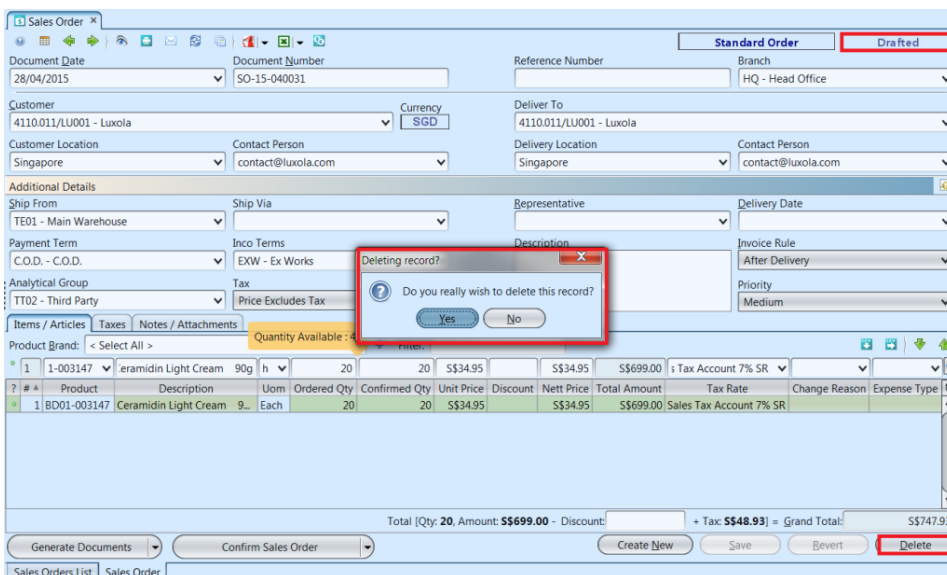 Sales Order
Standard Order Drafted
Document Date Document Number Reference Number Branch
28/04/2015 SO-15-040031 HQ - Head Office
Customer Currency Deliver To
4110.011/LU001 - Luxola SGD 4110.011/LU001 - Luxola
Customer Location Contact Person Delivery Location Contact Person
Singapore contact@luxola.com Singapore contact@luxola.com
Additional Details
Ship From Ship Via Representative Delivery Date
TE01 - Main Warehouse
Payment Term Inco Terms Description Invoice Rule
C.O.D. - C.O.D. EXW - Ex Works After Delivery
Analytical Group Tax Priority
TT02 - Third Party Price Excludes Tax Medium
Deleting record?
Do you really wish to delete this record?
Yes No
Items / Articles Taxes Notes / Attachments
Quantity Available : 4
Product Brand: < Select All > Filter:
1 1-003147 Ceramidin Light Cream 90g h 20 20 S$34.95 S$34.95 S$699.00 s Tax Account 7% SR
? # Product Description Uom Ordered Qty Confirmed Qty Unit Price Discount Nett Price Total Amount Tax Rate Change Reason Expense Type
1 BD01-003147 Ceramidin Light Cream 9... Each 20 20 S$34.95 S$34.95 S$699.00 Sales Tax Account 7% SR
Total [Qty: 20, Amount: S$699.00 - Discount: + Tax: S$48.93] = Grand Total: S$747.93
Generate Documents Confirm Sales Order Create New Save Revert Delete
Sales Orders List Sales Order